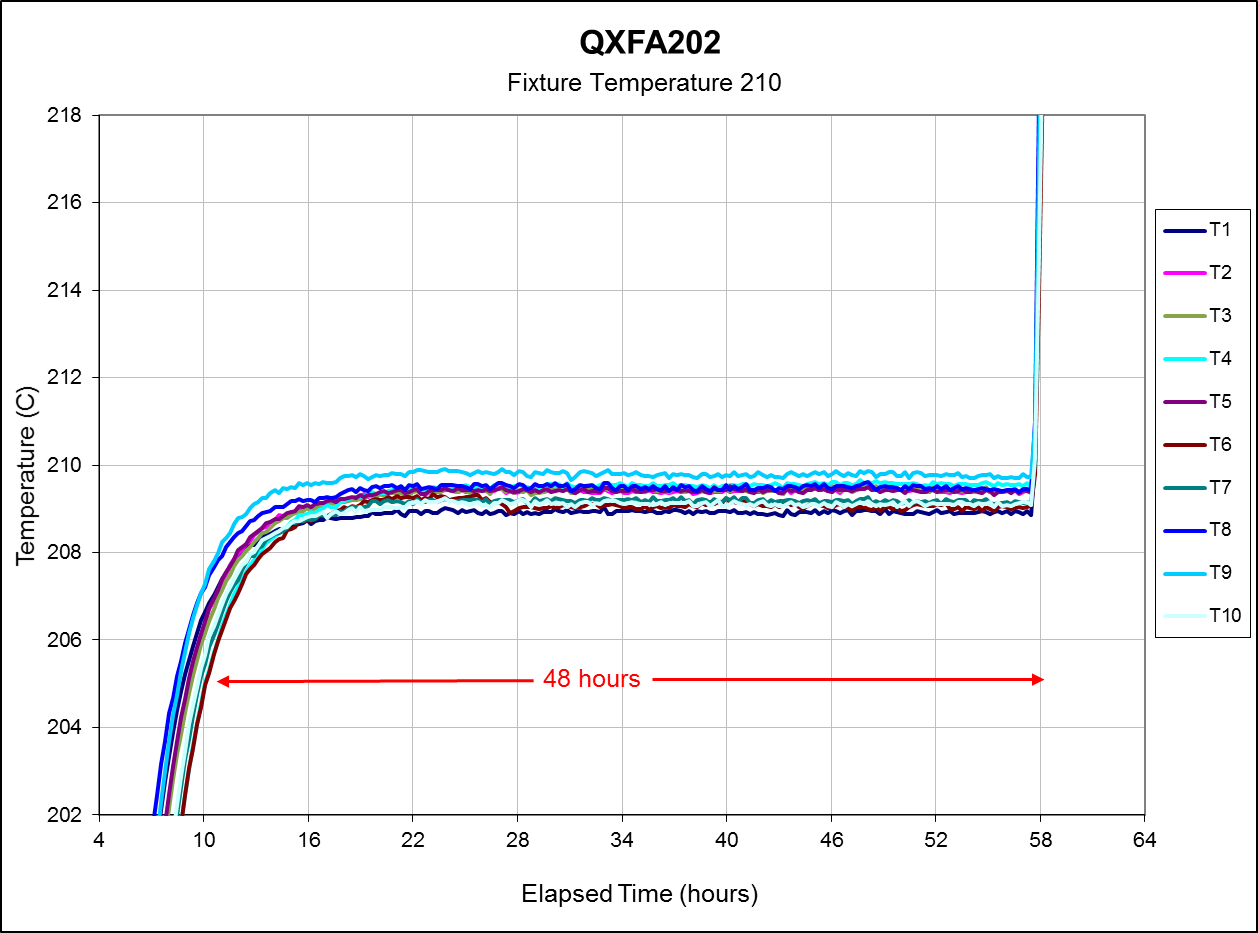 QXFA202
Fixture Temperature 210
218
216
214
212
210
208
206
204
202
Temperature (C)
48 hours
4 10 16 22 28 34 40 46 52 58 64
Elapsed Time (hours)
T1
T2
T3
T4
T5
T6
T7
T8
T9
T10